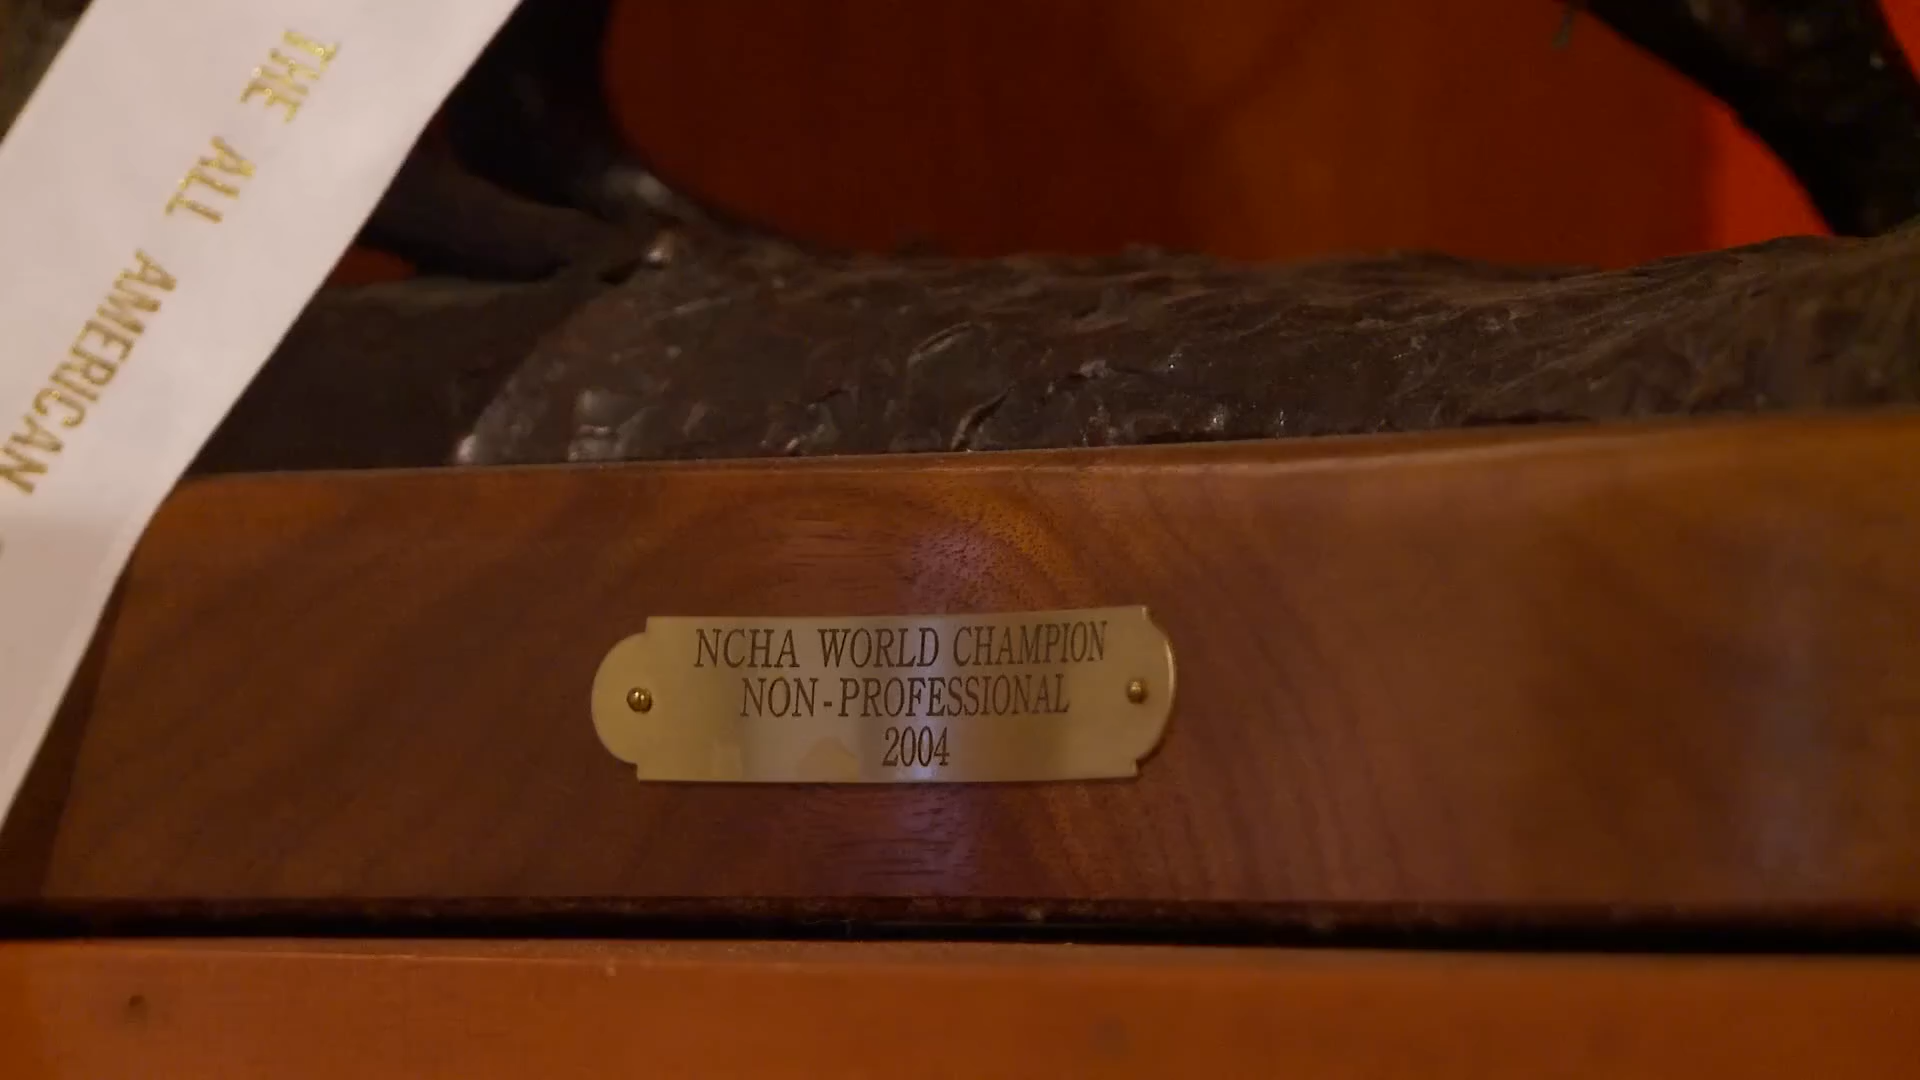 THE ALL AMERICAN
NCHA WORLD CHAMPION
NON-PROFESSIONAL
2004